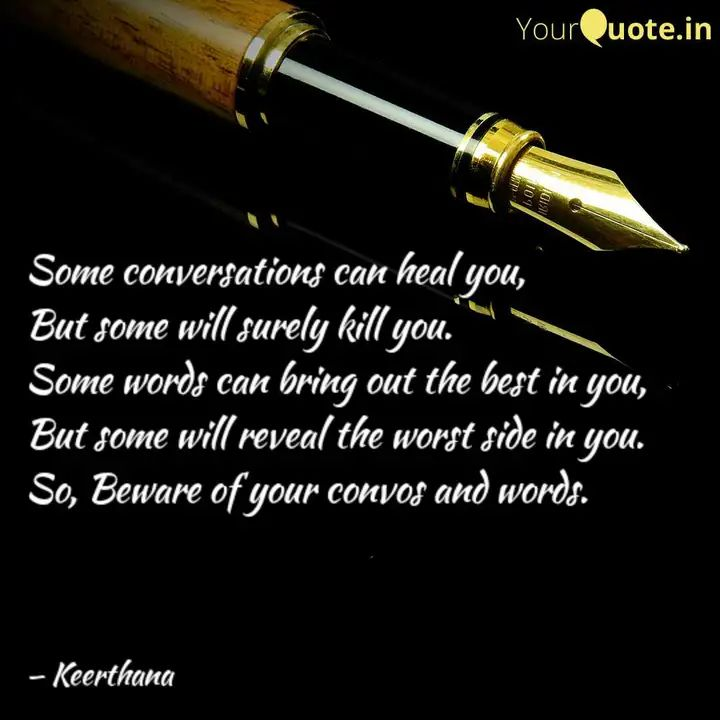 YourQuote.in
Some conversations can heal you,
But some will surely kill you.
Some words can bring out the best in you,
But some will reveal the worst side in you.
So, Beware of your convos and words.
– Keerthana